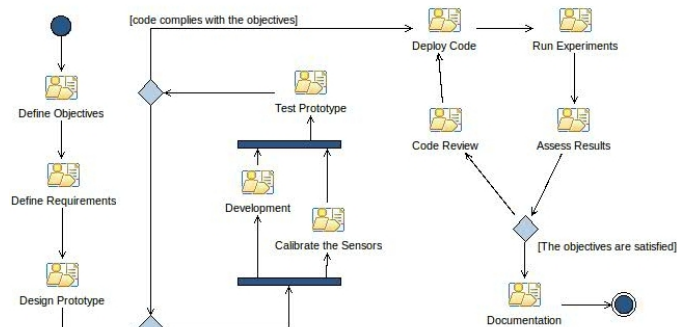 [code complies with the objectives]
Deploy Code
Run Experiments
Define Objectives
Test Prototype
Code Review
Assess Results
Define Requirements
Development
Calibrate the Sensors
[The objectives are satisfied]
Design Prototype
Documentation